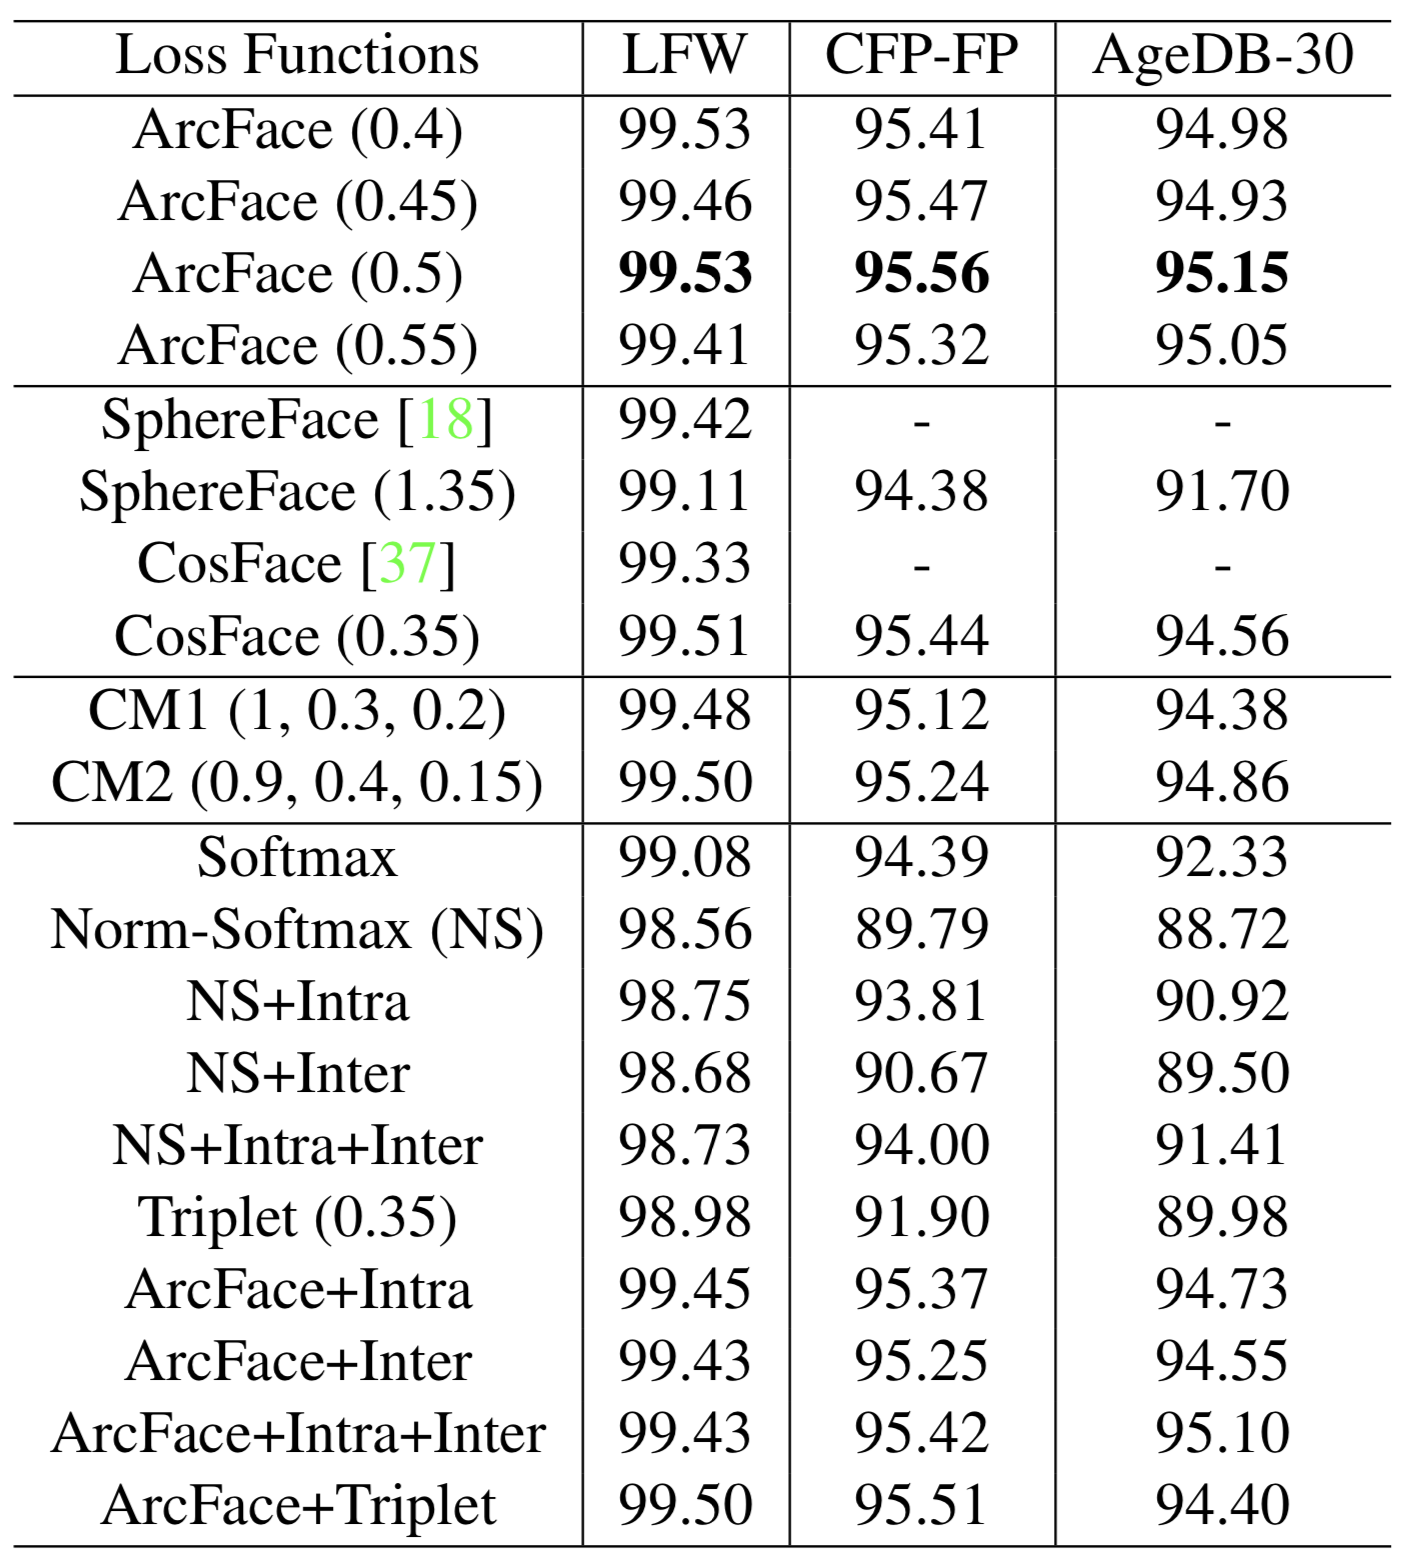 Loss Functions LFW CFP-FP AgeDB-30
ArcFace (0.4) 99.53 95.41 94.98
ArcFace (0.45) 99.46 95.47 94.93
ArcFace (0.5) 99.53 95.56 95.15
ArcFace (0.55) 99.41 95.32 95.05
SphereFace [18] 99.42 - -
SphereFace (1.35) 99.11 94.38 91.70
CosFace [37] 99.33 - -
CosFace (0.35) 99.51 95.44 94.56
CM1 (1, 0.3, 0.2) 99.48 95.12 94.38
CM2 (0.9, 0.4, 0.15) 99.50 95.24 94.86
Softmax 99.08 94.39 92.33
Norm-Softmax (NS) 98.56 89.79 88.72
NS+Intra 98.75 93.81 90.92
NS+Inter 98.68 90.67 89.50
NS+Intra+Inter 98.73 94.00 91.41
Triplet (0.35) 98.98 91.90 89.98
ArcFace+Intra 99.45 95.37 94.73
ArcFace+Inter 99.43 95.25 94.55
ArcFace+Intra+Inter 99.43 95.42 95.10
ArcFace+Triplet 99.50 95.51 94.40